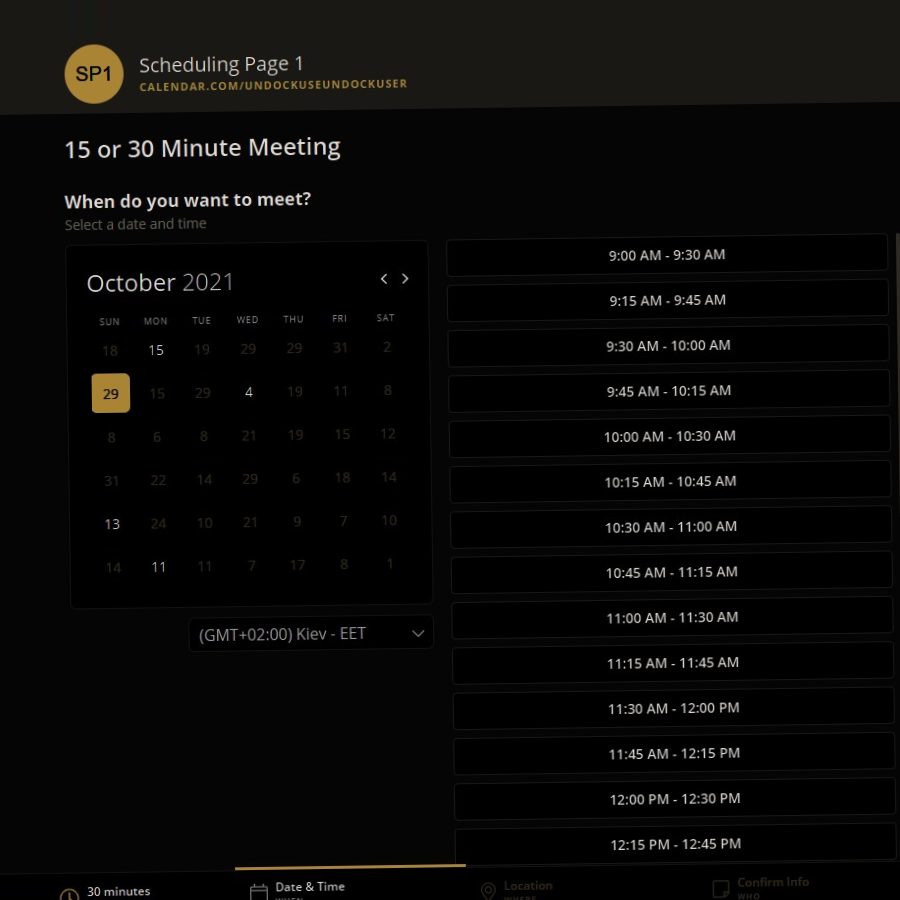 SP1
Scheduling Page 1
CALENDAR.COM/UNDOCKUSEUNDOCKUSER
15 or 30 Minute Meeting
When do you want to meet?
Select a date and time
October 2021
SUN MON TUE WED THU FRI SAT
18 15 19 29 29 31 2
29 15 29 4 19 11 8
8 6 8 21 19 15 12
31 22 14 29 6 18 14
13 24 10 21 9 7 10
14 11 11 7 17 8 1
(GMT+02:00) Kiev - EET
9:00 AM - 9:30 AM
9:15 AM - 9:45 AM
9:30 AM - 10:00 AM
9:45 AM - 10:15 AM
10:00 AM - 10:30 AM
10:15 AM - 10:45 AM
10:30 AM - 11:00 AM
10:45 AM - 11:15 AM
11:00 AM - 11:30 AM
11:15 AM - 11:45 AM
11:30 AM - 12:00 PM
11:45 AM - 12:15 PM
12:00 PM - 12:30 PM
12:15 PM - 12:45 PM
30 minutes
Date & Time
Location
Confirm Info
WHO